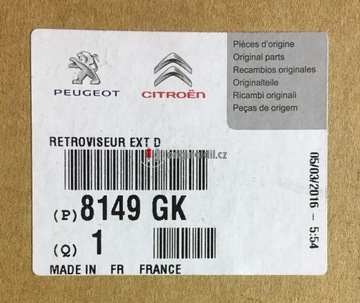 PEUGEOT
CITROËN
Pièces d'origine
Original parts
Recambios originales
Originalteile
Ricambi originali
Peças de origem
RETROVISEUR EXT D
(P) 8149 GK
(Q) 1
MADE IN FR FRANCE
05/03/2016 - 5:54